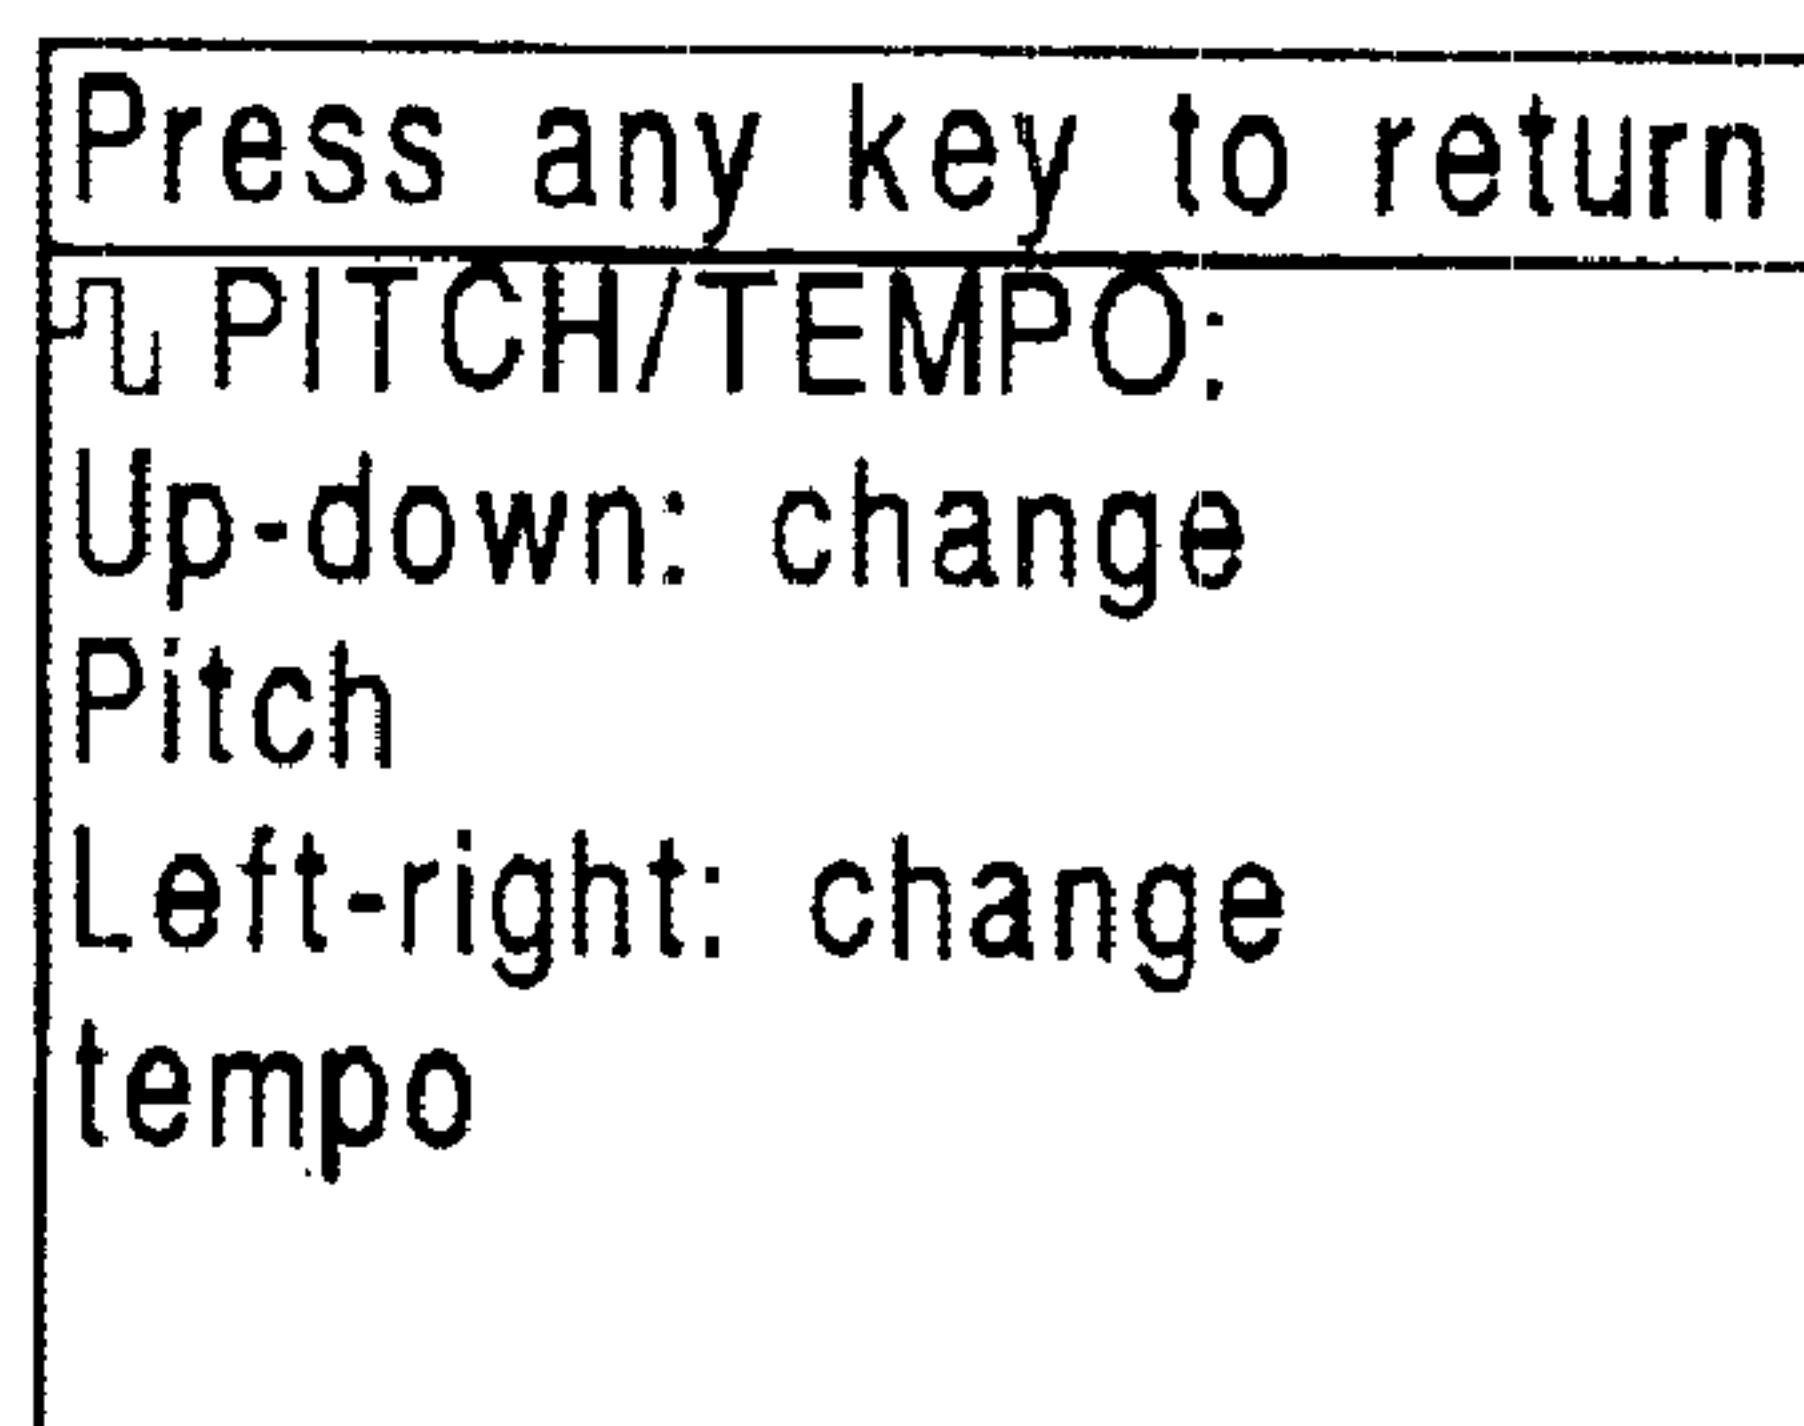 Press any key to return
PITCH/TEMPO:
Up-down: change
Pitch
Left-right: change
tempo